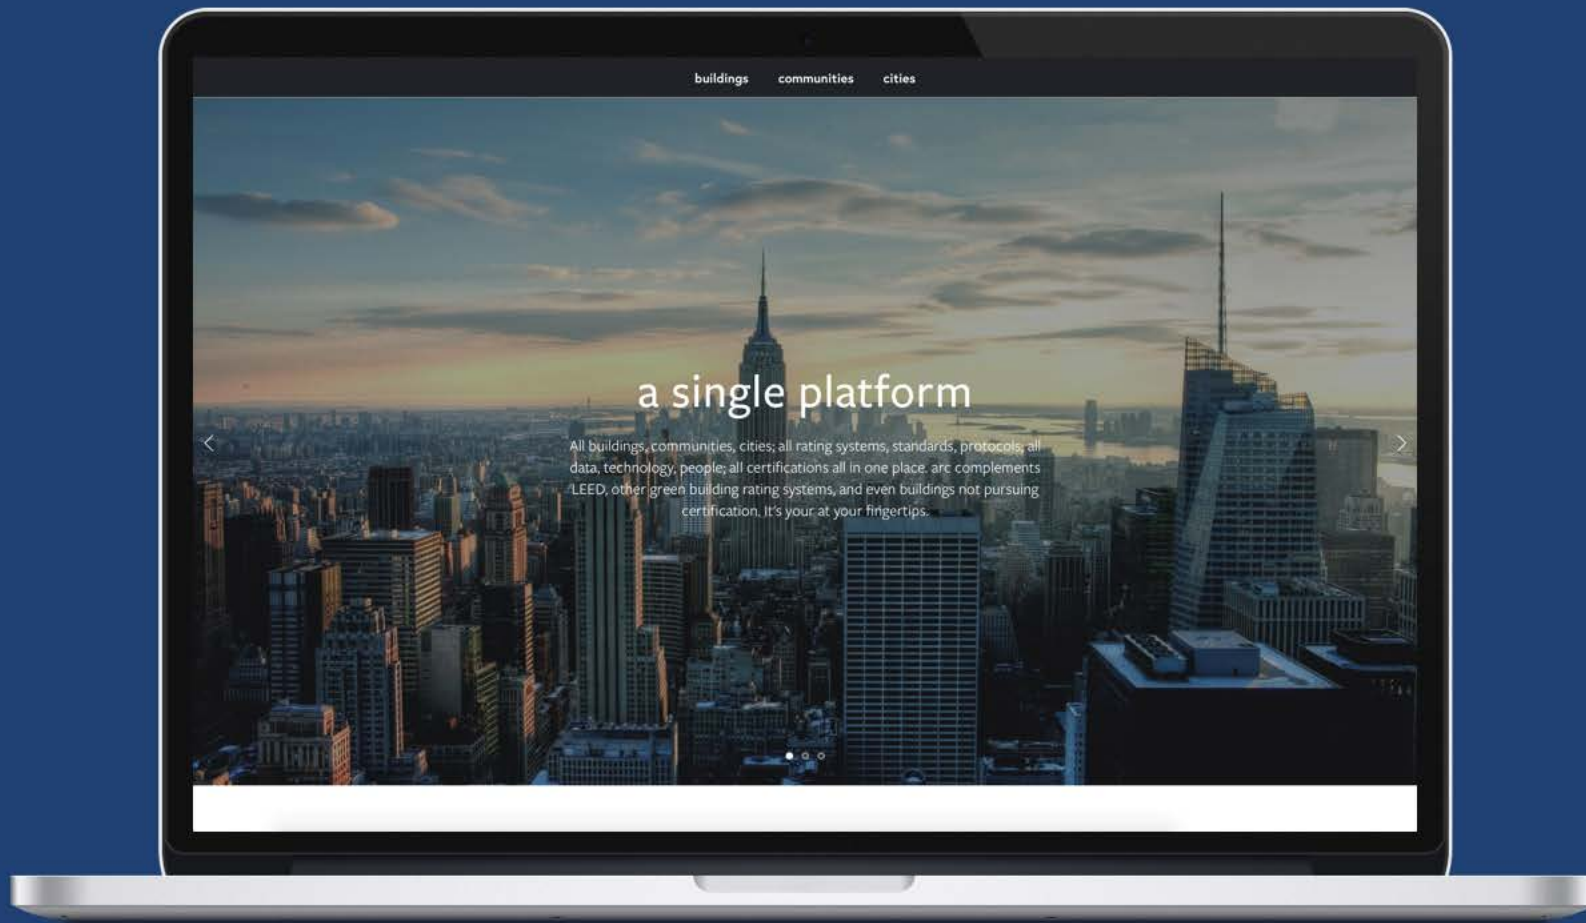 buildings communities cities
a single platform
All buildings, communities, cities; all rating systems, standards, protocols; all
data, technology, people; all certifications all in one place. arc complements
LEED, other green building rating systems, and even buildings not pursuing
certification. It's your at your fingertips.